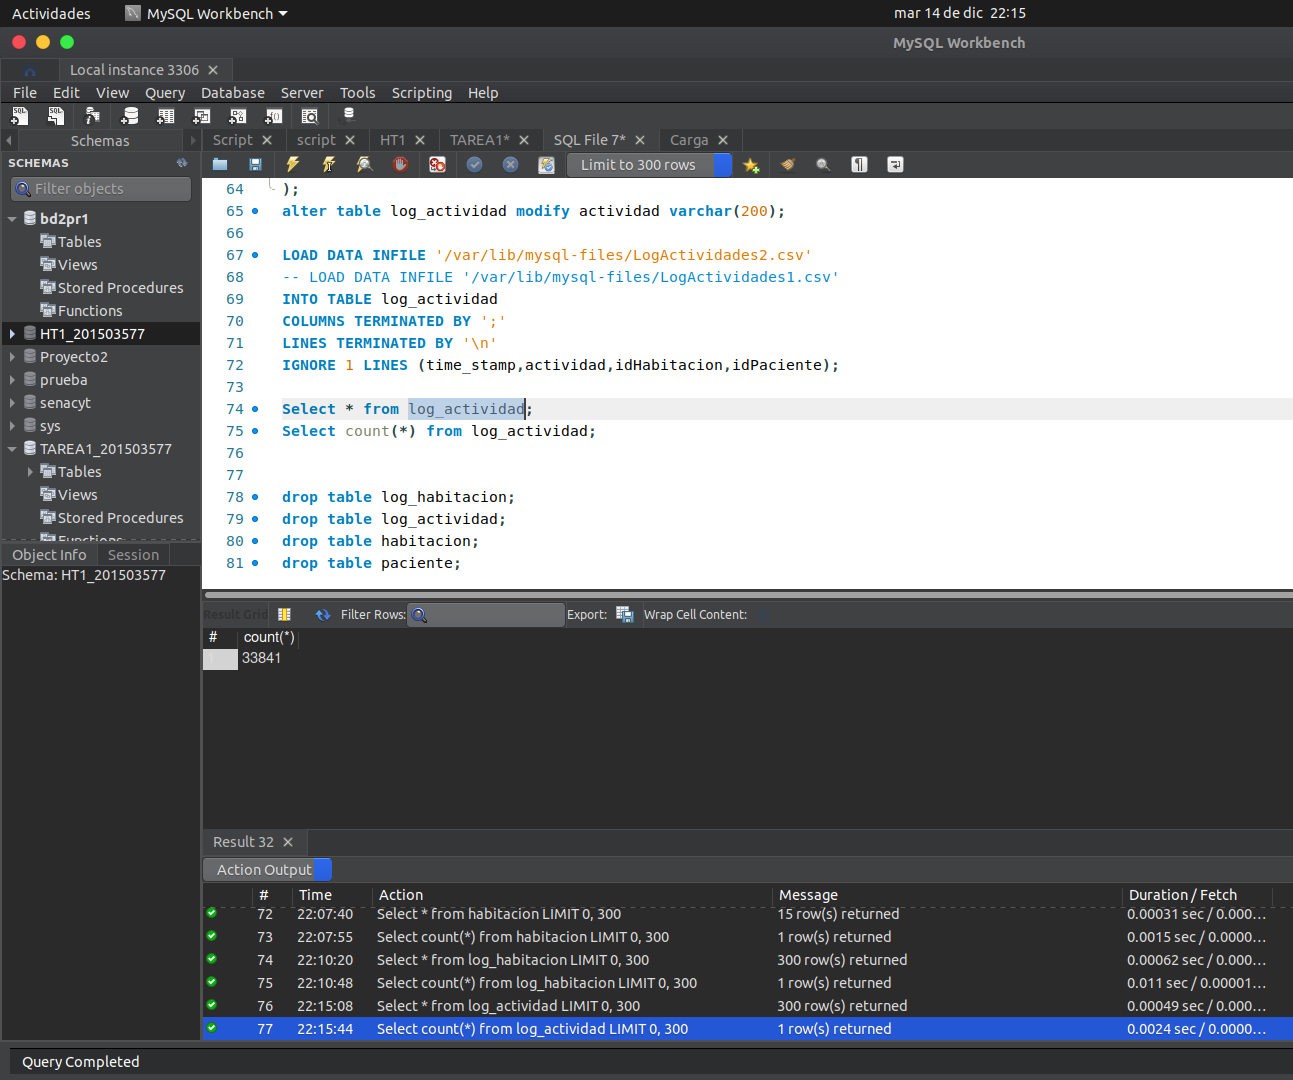 Actividades MySQL Workbench mar 14 de dic 22:15
MySQL Workbench
Local instance 3306
File Edit View Query Database Server Tools Scripting Help
Schemas
Script script HT1 TAREA1* SQL File 7* Carga
SCHEMAS
Limit to 300 rows
Filter objects
bd2pr1
Tables
Views
Stored Procedures
Functions
HT1_201503577
Proyecto2
prueba
senacyt
sys
TAREA1_201503577
Tables
Views
Stored Procedures
Functions
Object Info Session
Schema: HT1_201503577
64 );
65 alter table log_actividad modify actividad varchar(200);
66
67 LOAD DATA INFILE '/var/lib/mysql-files/LogActividades2.csv'
68 -- LOAD DATA INFILE '/var/lib/mysql-files/LogActividades1.csv'
69 INTO TABLE log_actividad
70 COLUMNS TERMINATED BY ';'
71 LINES TERMINATED BY '\n'
72 IGNORE 1 LINES (time_stamp,actividad,idHabitacion,idPaciente);
73
74 Select * from log_actividad;
75 Select count(*) from log_actividad;
76
77
78 drop table log_habitacion;
79 drop table log_actividad;
80 drop table habitacion;
81 drop table paciente;
Result Grid Filter Rows: Export: Wrap Cell Content:
# count(*)
33841
Result 32
Action Output
# Time Action Message Duration / Fetch
72 22:07:40 Select * from habitacion LIMIT 0, 300 15 row(s) returned 0.00031 sec / 0.000...
73 22:07:55 Select count(*) from habitacion LIMIT 0, 300 1 row(s) returned 0.0015 sec / 0.0000...
74 22:10:20 Select * from log_habitacion LIMIT 0, 300 300 row(s) returned 0.00062 sec / 0.000...
75 22:10:48 Select count(*) from log_habitacion LIMIT 0, 300 1 row(s) returned 0.011 sec / 0.00001...
76 22:15:08 Select * from log_actividad LIMIT 0, 300 300 row(s) returned 0.00049 sec / 0.000...
77 22:15:44 Select count(*) from log_actividad LIMIT 0, 300 1 row(s) returned 0.0024 sec / 0.0000...
Query Completed